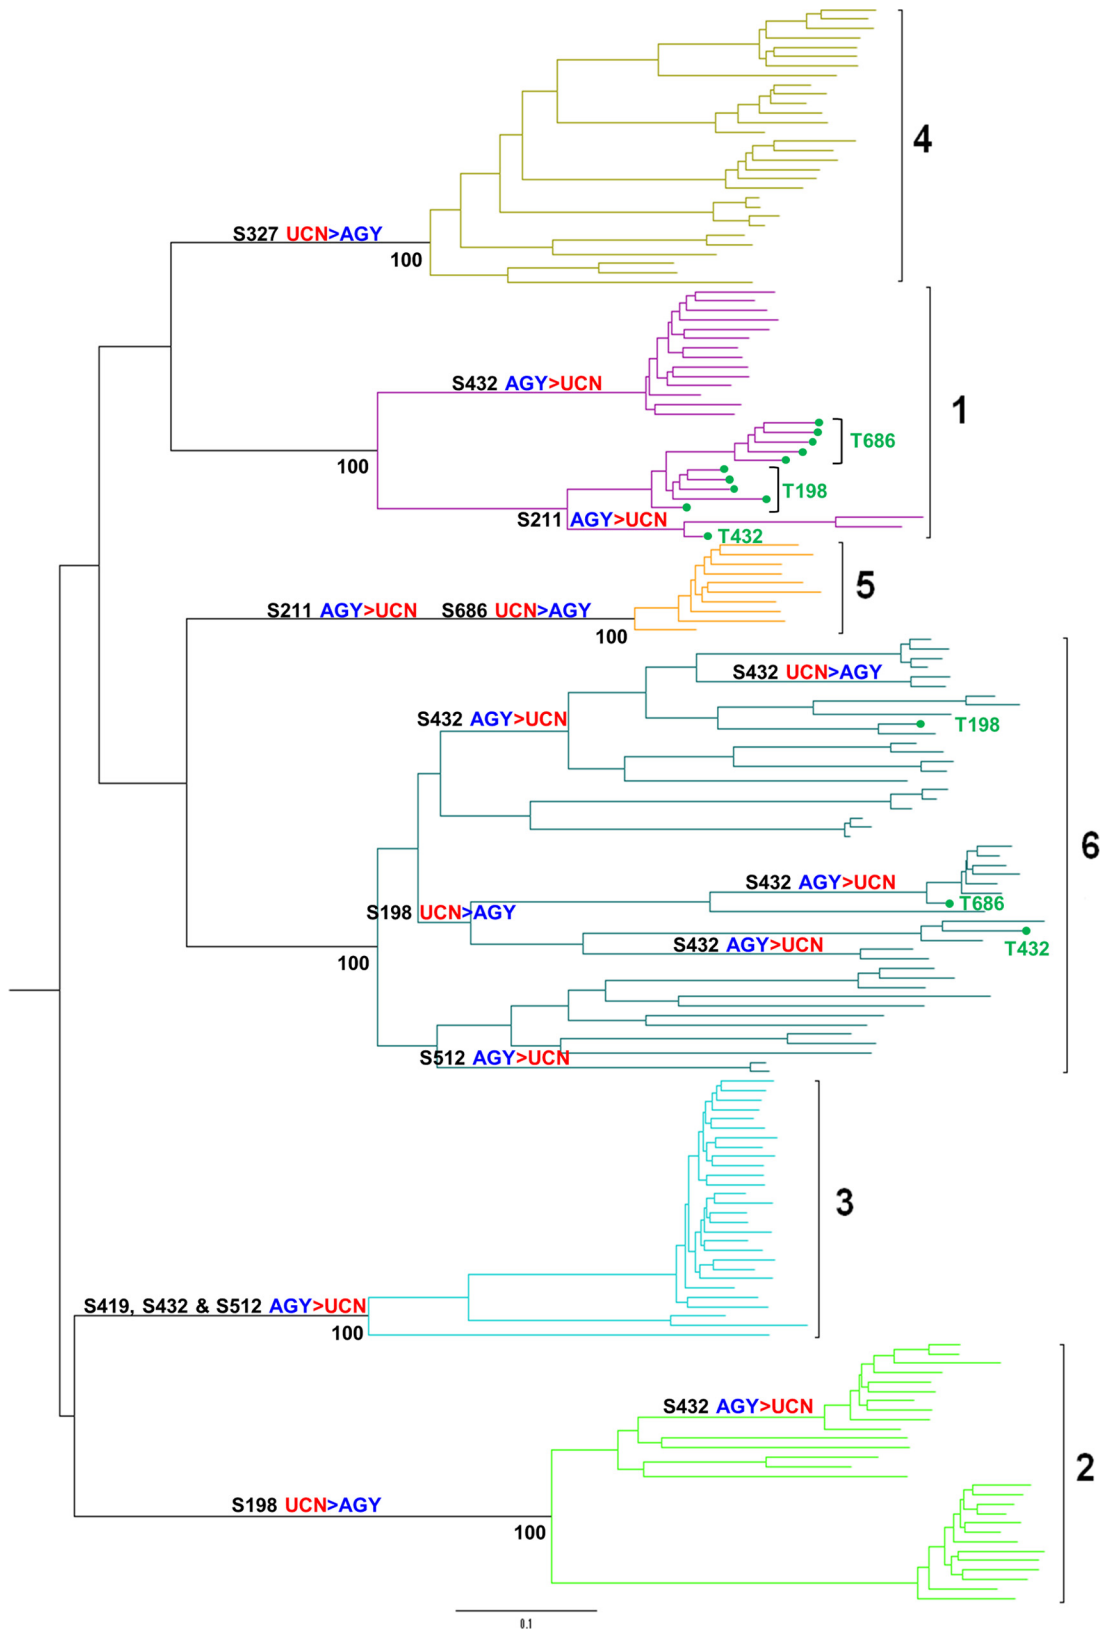 4
S327 UCN>AGY
100
S432 AGY>UCN
1
T686
100
T198
S211 AGY>UCN
T432
5
S211 AGY>UCN S686 UCN>AGY
100
S432 UCN>AGY
S432 AGY>UCN
T198
6
S432 AGY>UCN
T686
S198 UCN>AGY
S432 AGY>UCN
T432
100
S512 AGY>UCN
3
S419, S432 & S512 AGY>UCN
100
S432 AGY>UCN
2
S198 UCN>AGY
100
0.1